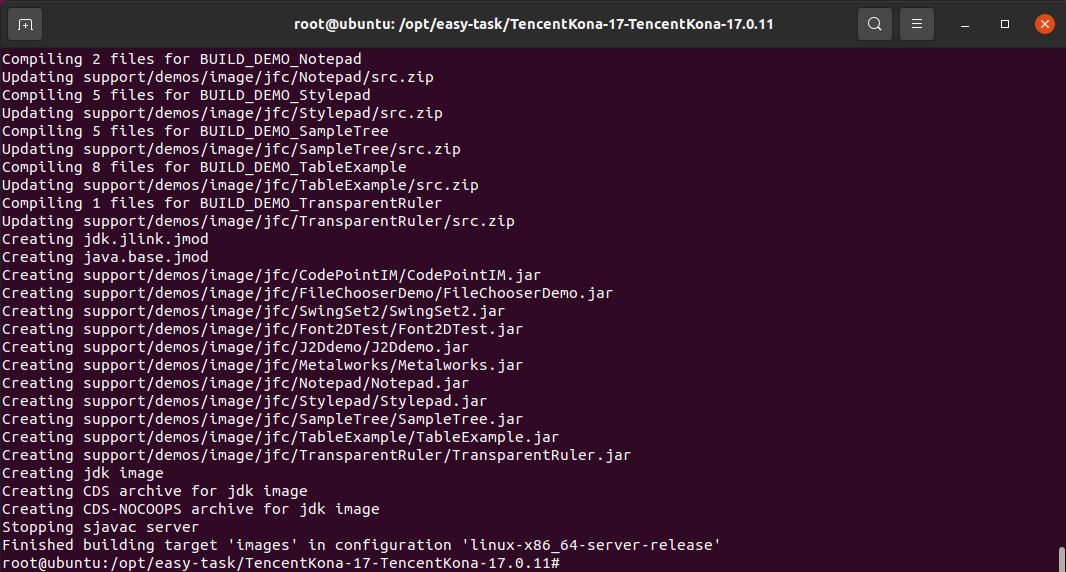 root@ubuntu: /opt/easy-task/TencentKona-17-TencentKona-17.0.11
Compiling 2 files for BUILD_DEMO_Notepad
Updating support/demos/image/jfc/Notepad/src.zip
Compiling 5 files for BUILD_DEMO_Stylepad
Updating support/demos/image/jfc/Stylepad/src.zip
Compiling 5 files for BUILD_DEMO_SampleTree
Updating support/demos/image/jfc/SampleTree/src.zip
Compiling 8 files for BUILD_DEMO_TableExample
Updating support/demos/image/jfc/TableExample/src.zip
Compiling 1 files for BUILD_DEMO_TransparentRuler
Updating support/demos/image/jfc/TransparentRuler/src.zip
Creating jdk.jlink.jmod
Creating java.base.jmod
Creating support/demos/image/jfc/CodePointIM/CodePointIM.jar
Creating support/demos/image/jfc/FileChooserDemo/FileChooserDemo.jar
Creating support/demos/image/jfc/SwingSet2/SwingSet2.jar
Creating support/demos/image/jfc/Font2DTest/Font2DTest.jar
Creating support/demos/image/jfc/J2Ddemo/J2Ddemo.jar
Creating support/demos/image/jfc/Metalworks/Metalworks.jar
Creating support/demos/image/jfc/Notepad/Notepad.jar
Creating support/demos/image/jfc/Stylepad/Stylepad.jar
Creating support/demos/image/jfc/SampleTree/SampleTree.jar
Creating support/demos/image/jfc/TableExample/TableExample.jar
Creating support/demos/image/jfc/TransparentRuler/TransparentRuler.jar
Creating jdk image
Creating CDS archive for jdk image
Creating CDS-NOCOOPS archive for jdk image
Stopping sjavac server
Finished building target 'images' in configuration 'linux-x86_64-server-release'
root@ubuntu:/opt/easy-task/TencentKona-17-TencentKona-17.0.11#